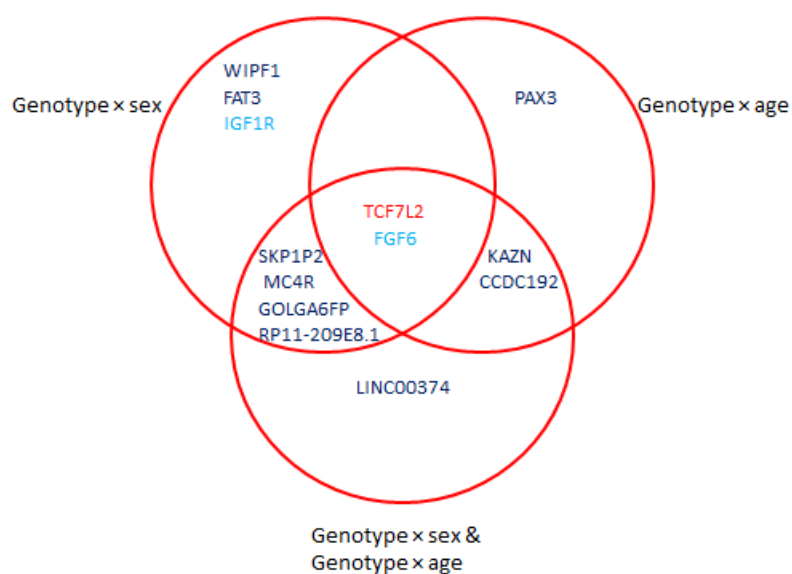 WIPF1
FAT3
IGF1R
Genotype × sex
PAX3
Genotype × age
TCF7L2
FGF6
SKP1P2
MC4R
GOLGA6FP
RP11-209E8.1
KAZN
CCDC192
LINC00374
Genotype × sex &
Genotype × age